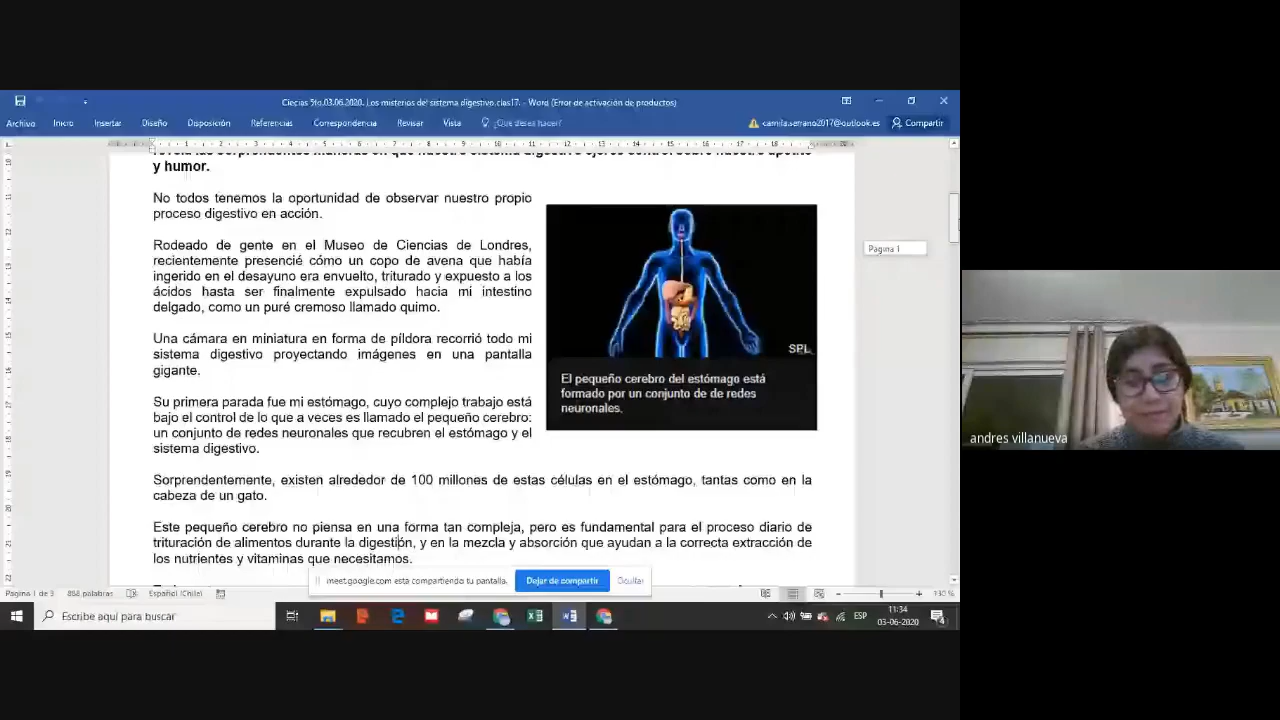 Ciecias 5to.03.06.2020. Los misterios del sistema digestivo.clas17. - Word (Error de activación de productos)
Archivo Inicio Insertar Diseño Disposición Referencias Correspondencia Revisar Vista ¿Qué desea hacer? camila.serrano2017@outlook.es Compartir
y humor.
No todos tenemos la oportunidad de observar nuestro propio
proceso digestivo en acción.
Rodeado de gente en el Museo de Ciencias de Londres,
recientemente presencié cómo un copo de avena que había
ingerido en el desayuno era envuelto, triturado y expuesto a los
ácidos hasta ser finalmente expulsado hacia mi intestino
delgado, como un puré cremoso llamado quimo.
Una cámara en miniatura en forma de píldora recorrió todo mi
sistema digestivo proyectando imágenes en una pantalla
gigante.
Su primera parada fue mi estómago, cuyo complejo trabajo está
bajo el control de lo que a veces es llamado el pequeño cerebro:
un conjunto de redes neuronales que recubren el estómago y el
sistema digestivo.
SPL
El pequeño cerebro del estómago está
formado por un conjunto de de redes
neuronales.
Página 1
Sorprendentemente, existen alrededor de 100 millones de estas células en el estómago, tantas como en la
cabeza de un gato.
Este pequeño cerebro no piensa en una forma tan compleja, pero es fundamental para el proceso diario de
trituración de alimentos durante la digestión, y en la mezcla y absorción que ayudan a la correcta extracción de
los nutrientes y vitaminas que necesitamos.
meet.google.com está compartiendo tu pantalla. Dejar de compartir Ocultar
Página 1 de 3 888 palabras Español (Chile) 130 %
Escribe aquí para buscar ESP 11:34
03-06-2020
andres villanueva